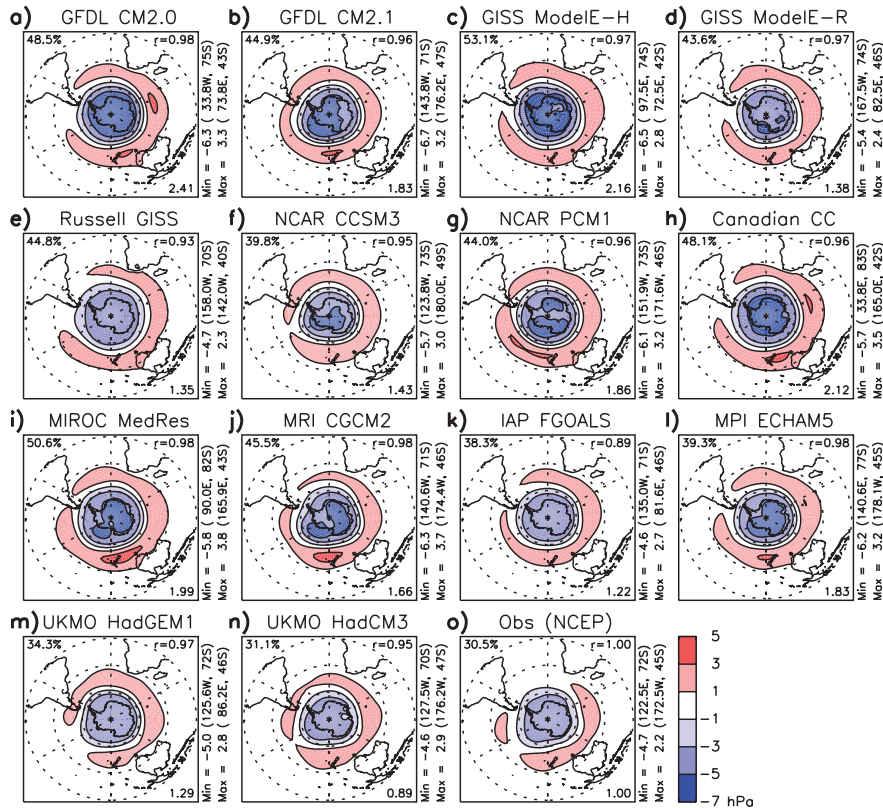 a) GFDL CM2.0
48.5% r=0.98
2.41
Min = -6.3 ( 33.8W, 75S)
Max = 3.3 ( 73.8E, 43S)
b) GFDL CM2.1
44.9% r=0.96
1.83
Min = -6.7 (143.8W, 71S)
Max = 3.2 (176.2E, 47S)
c) GISS ModelE-H
53.1% r=0.97
2.16
Min = -6.5 ( 97.5E, 74S)
Max = 2.8 ( 72.5E, 42S)
d) GISS ModelE-R
43.6% r=0.97
1.38
Min = -5.4 (167.5W, 74S)
Max = 2.4 ( 82.5E, 46S)
e) Russell GISS
44.8% r=0.93
1.35
Min = -4.7 (158.0W, 70S)
Max = 2.3 (142.0W, 40S)
f) NCAR CCSM3
39.8% r=0.95
1.43
Min = -5.7 (123.8W, 73S)
Max = 3.0 (180.0E, 49S)
g) NCAR PCM1
44.0% r=0.96
1.86
Min = -6.1 (151.9W, 73S)
Max = 3.2 (171.6W, 46S)
h) Canadian CC
48.1% r=0.96
2.12
Min = -5.7 ( 33.8E, 83S)
Max = 3.5 (165.0E, 42S)
i) MIROC MedRes
50.6% r=0.98
1.99
Min = -5.8 ( 90.0E, 82S)
Max = 3.8 (165.9E, 43S)
j) MRI CGCM2
45.5% r=0.98
1.66
Min = -6.3 (140.6W, 71S)
Max = 3.7 (174.4W, 46S)
k) IAP FGOALS
38.3% r=0.89
1.22
Min = -4.6 (135.0W, 71S)
Max = 2.7 ( 81.6E, 46S)
l) MPI ECHAM5
39.3% r=0.98
1.83
Min = -6.2 (140.6E, 77S)
Max = 3.2 (178.1W, 45S)
m) UKMO HadGEM1
34.3% r=0.97
1.29
Min = -5.0 (125.6W, 72S)
Max = 2.8 ( 86.2E, 46S)
n) UKMO HadCM3
31.1% r=0.95
0.89
Min = -4.6 (127.5W, 70S)
Max = 2.9 (176.2W, 47S)
o) Obs (NCEP)
30.5% r=1.00
1.00
Min = -4.7 (122.5E, 72S)
Max = 2.2 (172.5W, 45S)
5
3
1
-1
-3
-5
-7 hPa